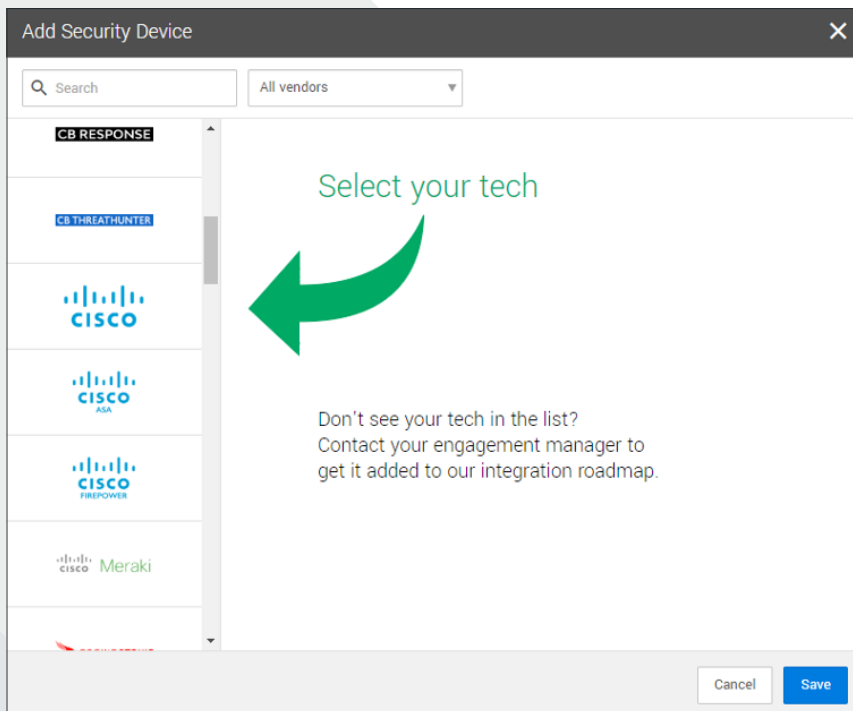 Add Security Device
Search
All vendors
CB RESPONSE
CB THREATHUNTER
CISCO
CISCO
ASA
CISCO
FIREPOWER
CISCO Meraki
Select your tech
Don't see your tech in the list?
Contact your engagement manager to
get it added to our integration roadmap.
Cancel
Save